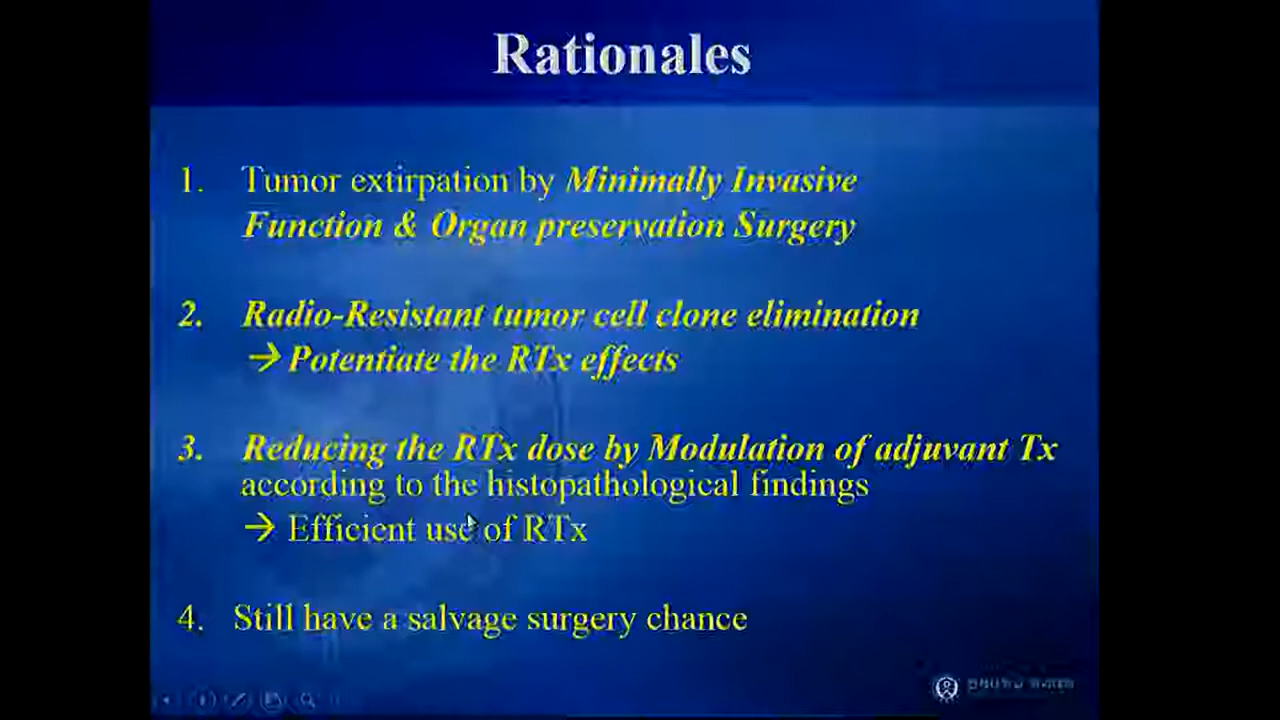 Rationales
1. Tumor extirpation by Minimally Invasive
Function & Organ preservation Surgery
2. Radio-Resistant tumor cell clone elimination
→ Potentiate the RTx effects
3. Reducing the RTx dose by Modulation of adjuvant Tx
according to the histopathological findings
→ Efficient use of RTx
4. Still have a salvage surgery chance